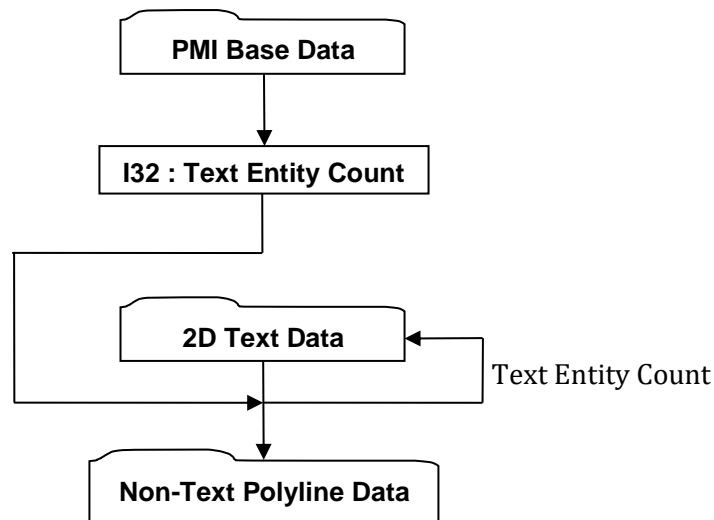 PMI Base Data
I32 : Text Entity Count
2D Text Data
Text Entity Count
Non-Text Polyline Data